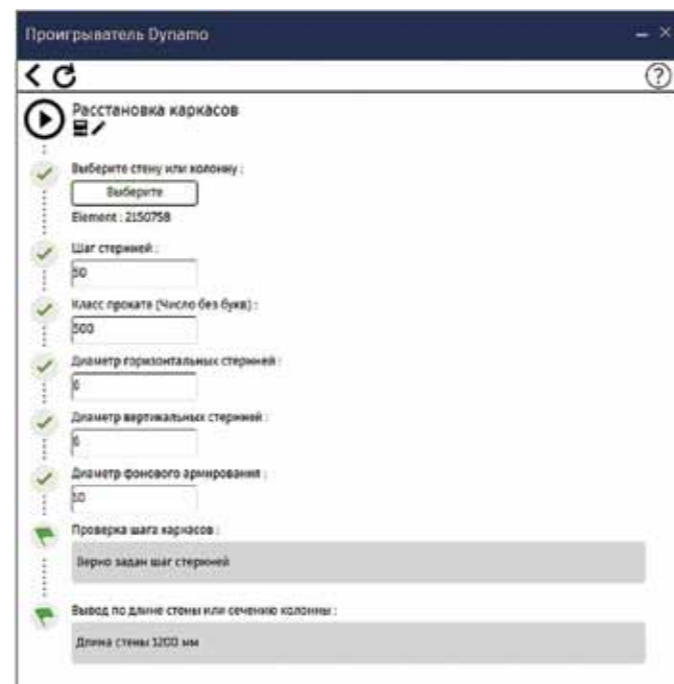 Проигрыватель Dynamo
Расстановка каркасов
Выберите стену или колонну :
Выберите
Element : 2150758
Шаг стержней :
50
Класс проката (Число без букв) :
500
Диаметр горизонтальных стержней :
6
Диаметр вертикальных стержней :
6
Диаметр фонового армирования :
10
Проверка шага каркасов :
Верно задан шаг стержней
Вывод по длине стены или сечению колонны :
Длина стены 1200 мм